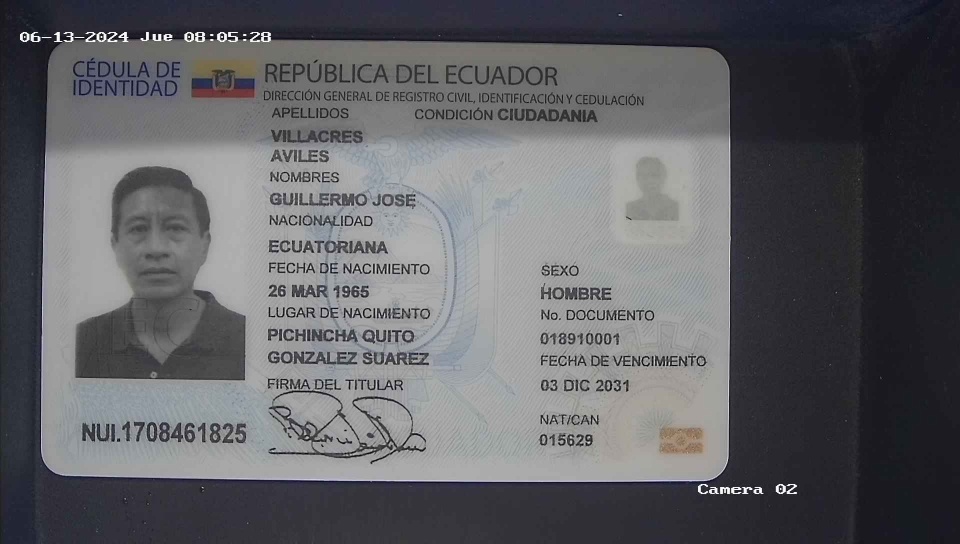 06-13-2024 Jue 08:05:28
CÉDULA DE
IDENTIDAD
REPÚBLICA DEL ECUADOR
DIRECCIÓN GENERAL DE REGISTRO CIVIL, IDENTIFICACIÓN Y CEDULACIÓN
APELLIDOS
CONDICIÓN CIUDADANIA
VILLACRES
AVILES
NOMBRES
GUILLERMO JOSE
NACIONALIDAD
ECUATORIANA
FECHA DE NACIMIENTO
26 MAR 1965
LUGAR DE NACIMIENTO
PICHINCHA QUITO
GONZALEZ SUAREZ
FIRMA DEL TITULAR
SEXO
HOMBRE
No. DOCUMENTO
018910001
FECHA DE VENCIMIENTO
03 DIC 2031
NAT/CAN
015629
NUI.1708461825
Camera 02